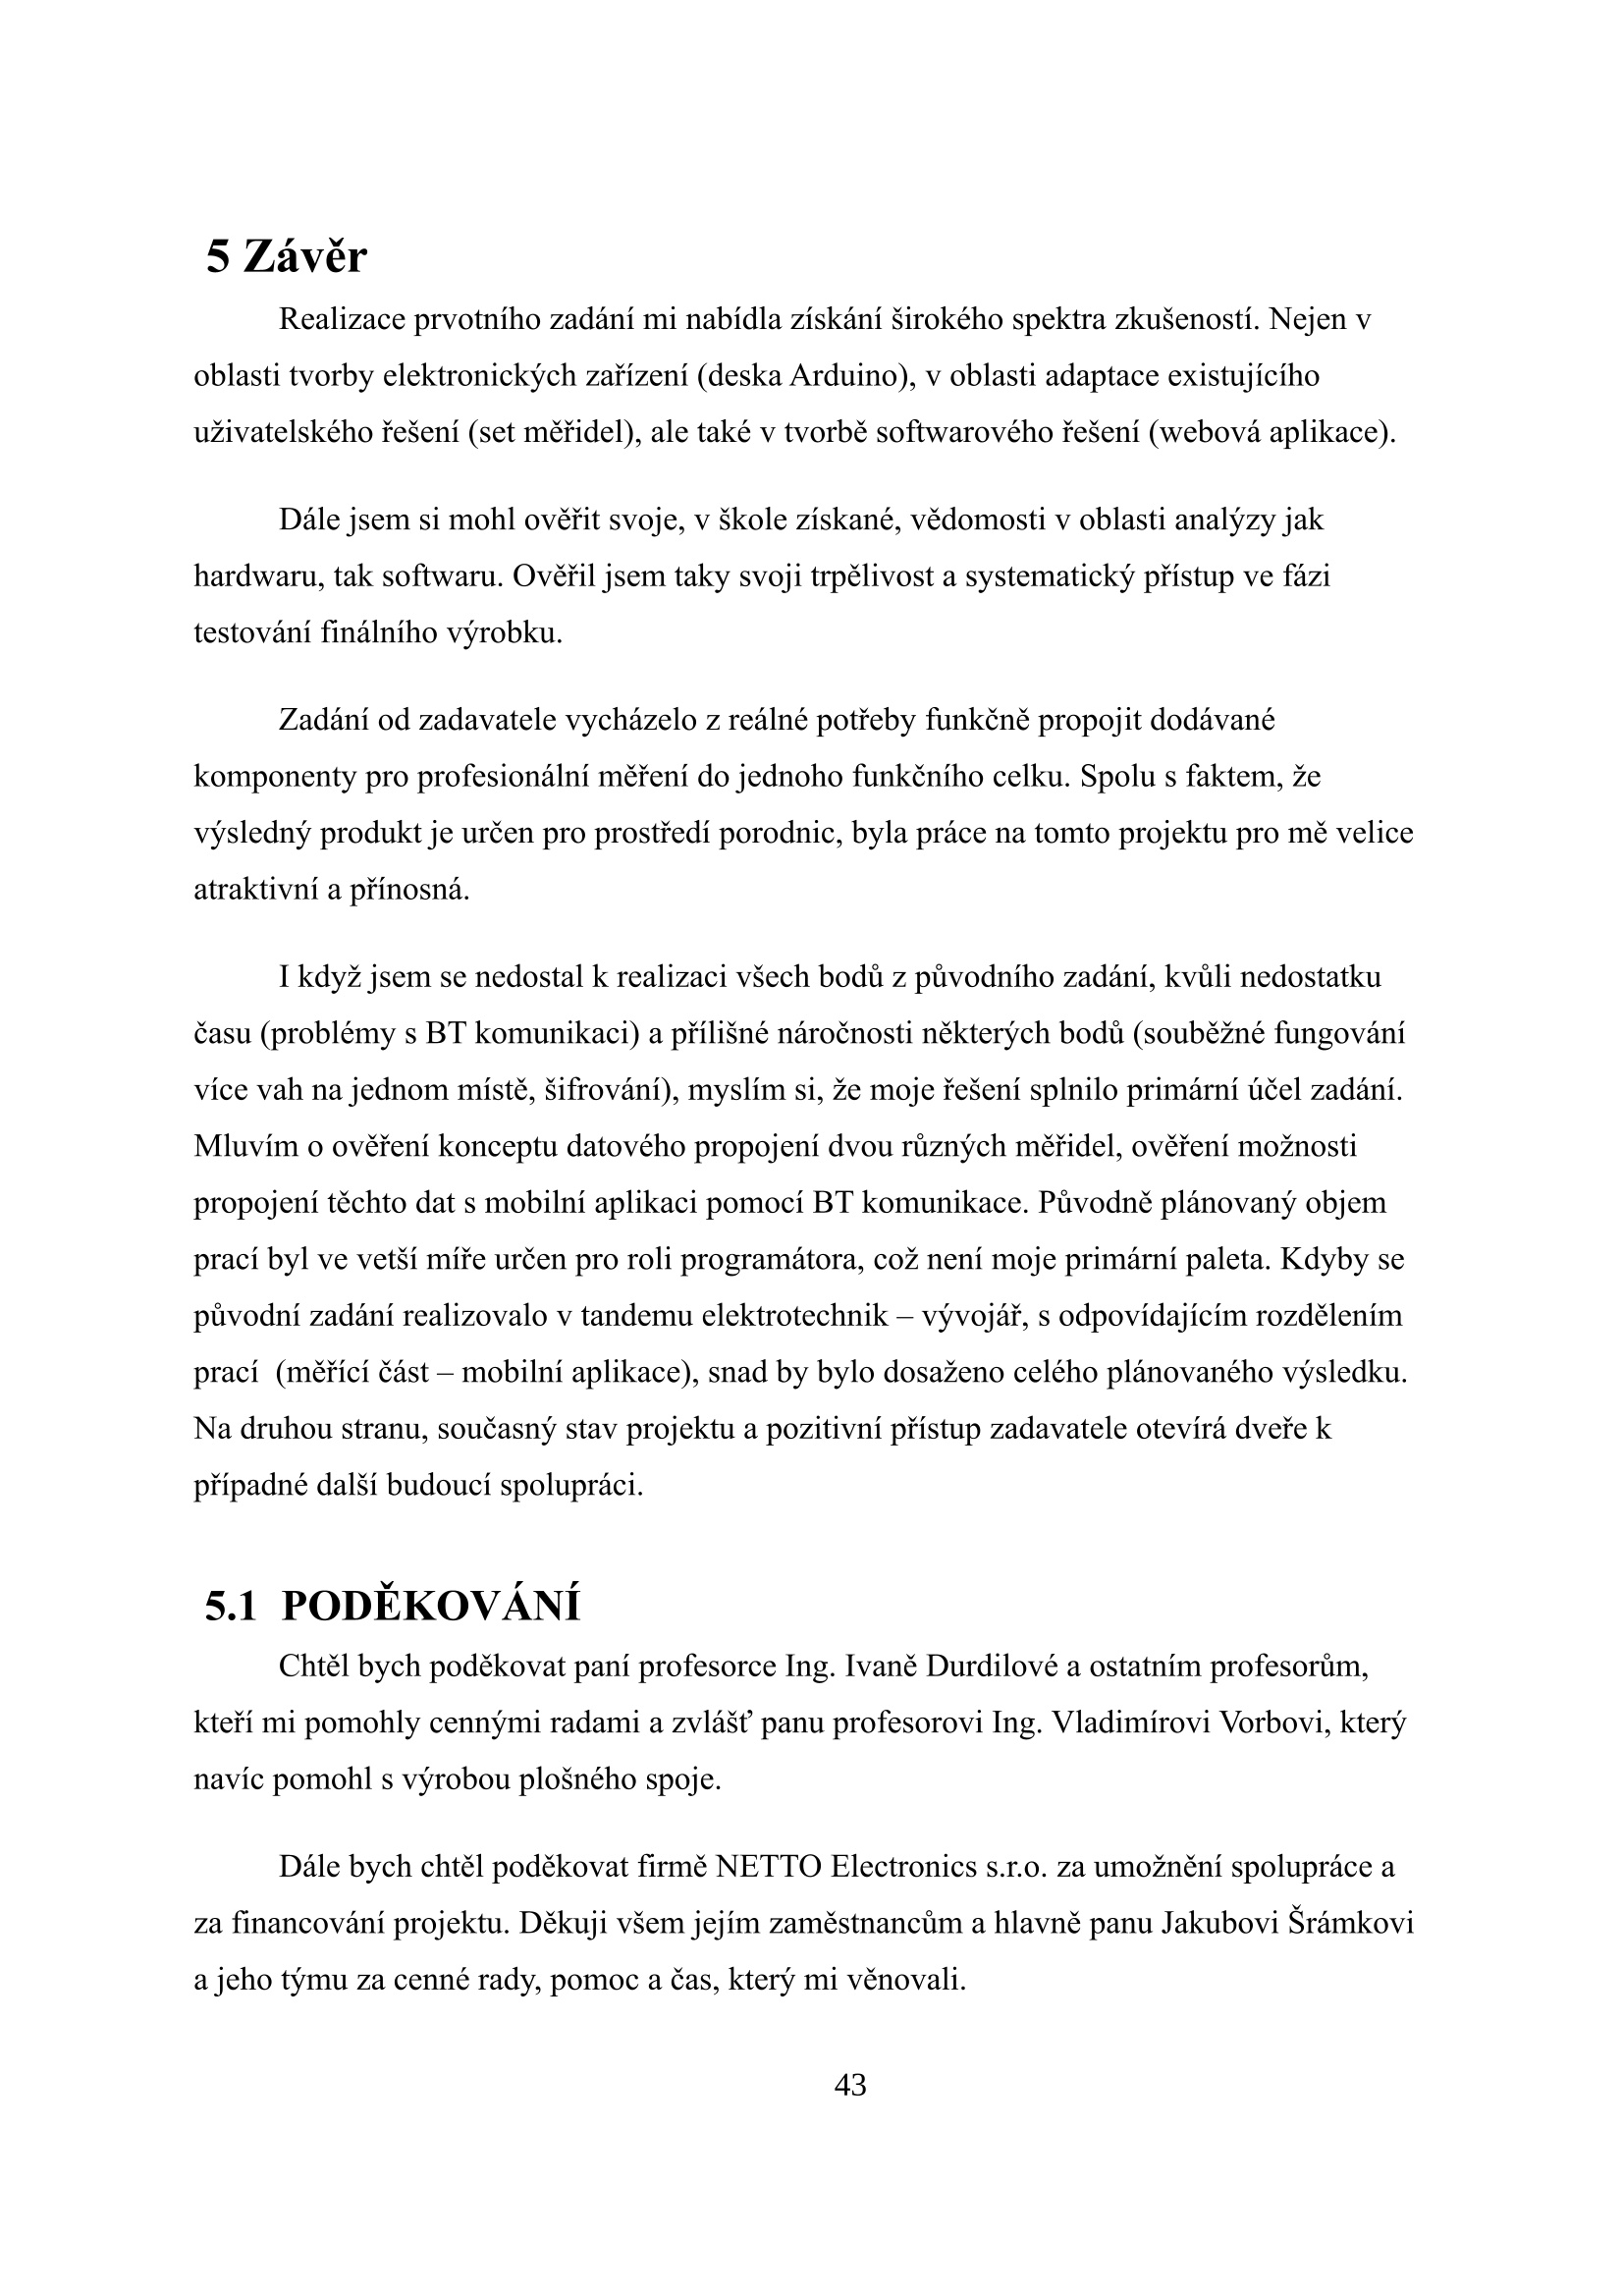 5 Závěr
Realizace prvotního zadání mi nabídla získání širokého spektra zkušeností. Nejen v
oblasti tvorby elektronických zařízení (deska Arduino), v oblasti adaptace existujícího
uživatelského řešení (set měřidel), ale také v tvorbě softwarového řešení (webová aplikace).
Dále jsem si mohl ověřit svoje, v škole získané, vědomosti v oblasti analýzy jak
hardwaru, tak softwaru. Ověřil jsem taky svoji trpělivost a systematický přístup ve fázi
testování finálního výrobku.
Zadání od zadavatele vycházelo z reálné potřeby funkčně propojit dodávané
komponenty pro profesionální měření do jednoho funkčního celku. Spolu s faktem, že
výsledný produkt je určen pro prostředí porodnic, byla práce na tomto projektu pro mě velice
atraktivní a přínosná.
I když jsem se nedostal k realizaci všech bodů z původního zadání, kvůli nedostatku
času (problémy s BT komunikaci) a přílišné náročnosti některých bodů (souběžné fungování
více vah na jednom místě, šifrování), myslím si, že moje řešení splnilo primární účel zadání.
Mluvím o ověření konceptu datového propojení dvou různých měřidel, ověření možnosti
propojení těchto dat s mobilní aplikaci pomocí BT komunikace. Původně plánovaný objem
prací byl ve vetší míře určen pro roli programátora, což není moje primární paleta. Kdyby se
původní zadání realizovalo v tandemu elektrotechnik – vývojář, s odpovídajícím rozdělením
prací  (měřící část – mobilní aplikace), snad by bylo dosaženo celého plánovaného výsledku.
Na druhou stranu, současný stav projektu a pozitivní přístup zadavatele otevírá dveře k
případné další budoucí spolupráci.
5.1  PODĚKOVÁNÍ
Chtěl bych poděkovat paní profesorce Ing. Ivaně Durdilové a ostatním profesorům,
kteří mi pomohly cennými radami a zvlášť panu profesorovi Ing. Vladimírovi Vorbovi, který
navíc pomohl s výrobou plošného spoje.
Dále bych chtěl poděkovat firmě NETTO Electronics s.r.o. za umožnění spolupráce a
za financování projektu. Děkuji všem jejím zaměstnancům a hlavně panu Jakubovi Šrámkovi
a jeho týmu za cenné rady, pomoc a čas, který mi věnovali.
43